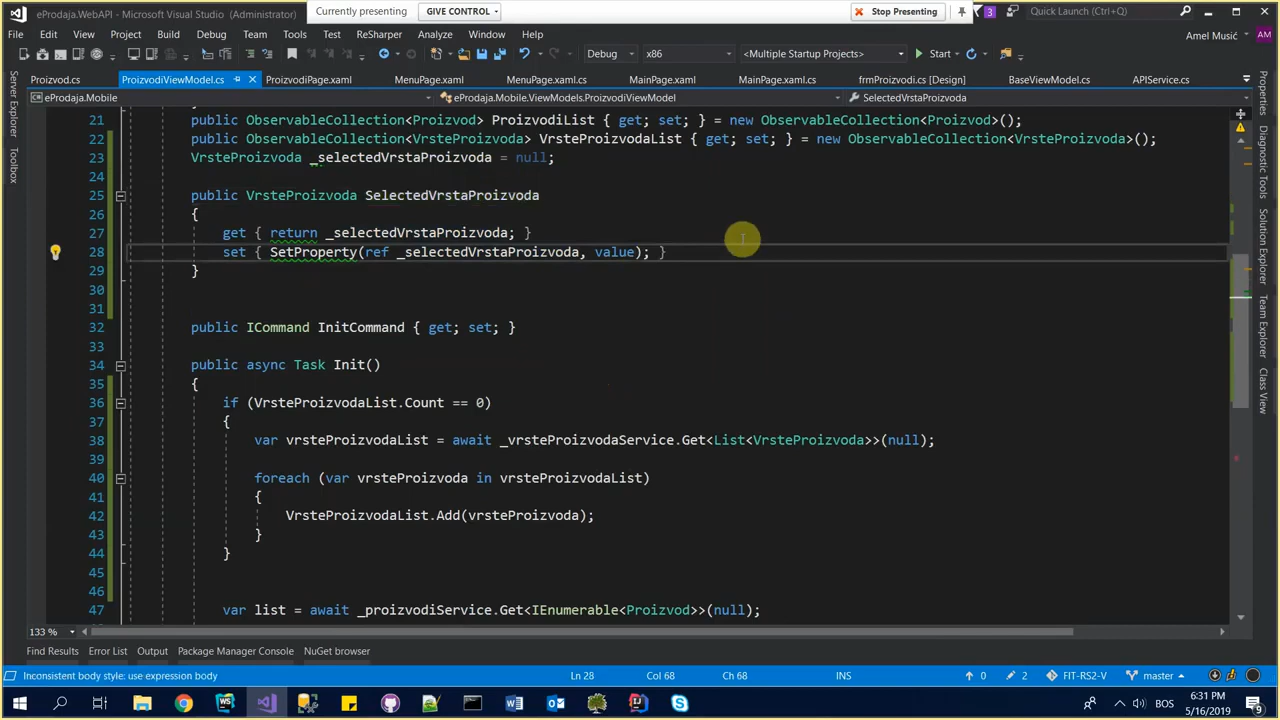 eProdaja.WebAPI - Microsoft Visual Studio (Administrator)
Currently presenting
GIVE CONTROL
Stop Presenting
3
Quick Launch (Ctrl+Q)
File Edit View Project Build Debug Team Tools Test ReSharper Analyze Window Help
Amel Musić AM
Debug x86 <Multiple Startup Projects> Start
Proizvod.cs ProizvodiViewModel.cs ProizvodiPage.xaml MenuPage.xaml MenuPage.xaml.cs MainPage.xaml MainPage.xaml.cs frmProizvodi.cs [Design] BaseViewModel.cs APIService.cs
eProdaja.Mobile eProdaja.Mobile.ViewModels.ProizvodiViewModel SelectedVrstaProizvoda
Server Explorer
Toolbox
Properties
Diagnostic Tools
Solution Explorer
Team Explorer
Class View
21 public ObservableCollection<Proizvod> ProizvodiList { get; set; } = new ObservableCollection<Proizvod>();
22 public ObservableCollection<VrsteProizvoda> VrsteProizvodaList { get; set; } = new ObservableCollection<VrsteProizvoda>();
23 VrsteProizvoda _selectedVrstaProizvoda = null;
24
25 public VrsteProizvoda SelectedVrstaProizvoda
26 {
27 get { return _selectedVrstaProizvoda; }
28 set { SetProperty(ref _selectedVrstaProizvoda, value); }
29 }
30
31
32 public ICommand InitCommand { get; set; }
33
34 public async Task Init()
35 {
36 if (VrsteProizvodaList.Count == 0)
37 {
38 var vrsteProizvodaList = await _vrsteProizvodaService.Get<List<VrsteProizvoda>>(null);
39
40 foreach (var vrsteProizvoda in vrsteProizvodaList)
41 {
42 VrsteProizvodaList.Add(vrsteProizvoda);
43 }
44 }
45
46
47 var list = await _proizvodiService.Get<IEnumerable<Proizvod>>(null);
133 %
Find Results Error List Output Package Manager Console NuGet browser
Inconsistent body style: use expression body Ln 28 Col 68 Ch 68 INS 0 2 FIT-RS2-V master
BOS
6:31 PM
5/16/2019
9